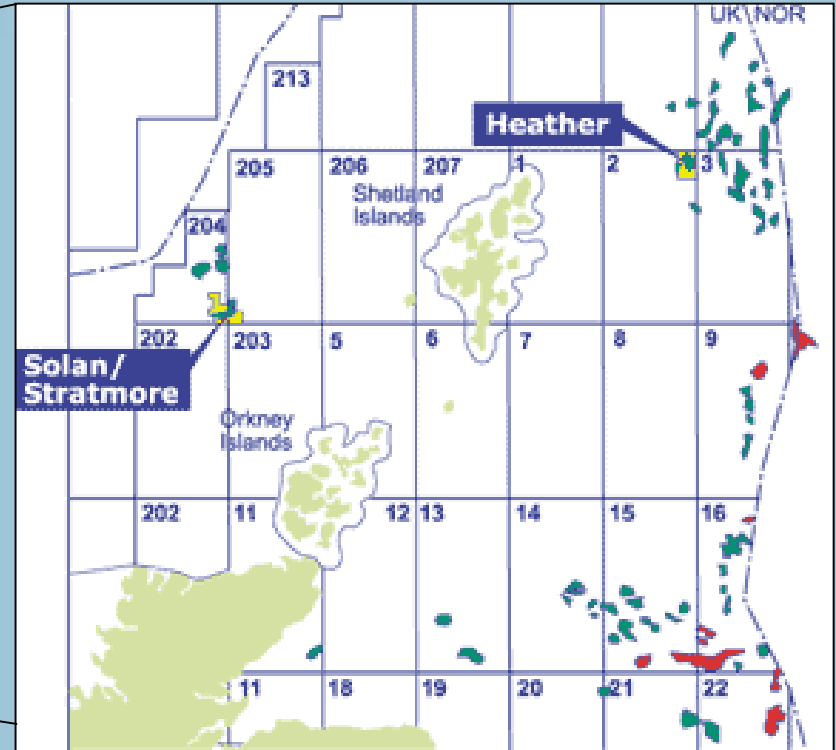 UK NOR
213
Heather
205 206 207 1 2 3
Shetland
Islands
204
202 203 5 6 7 8 9
Solan/
Stratmore
Orkney
Islands
202 11 12 13 14 15 16
11 18 19 20 21 22